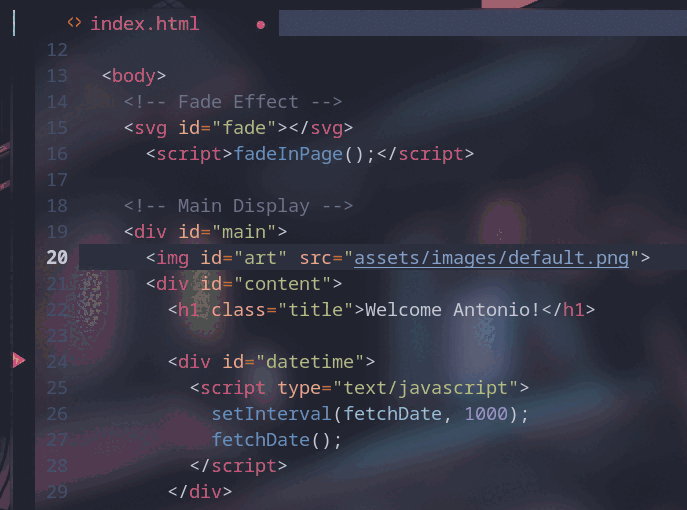 <> index.html ●
12
13 <body>
14 <!-- Fade Effect -->
15 <svg id="fade"></svg>
16 <script>fadeInPage();</script>
17
18 <!-- Main Display -->
19 <div id="main">
20 <img id="art" src="assets/images/default.png">
21 <div id="content">
22 <h1 class="title">Welcome Antonio!</h1>
23
24 <div id="datetime">
25 <script type="text/javascript">
26 setInterval(fetchDate, 1000);
27 fetchDate();
28 </script>
29 </div>